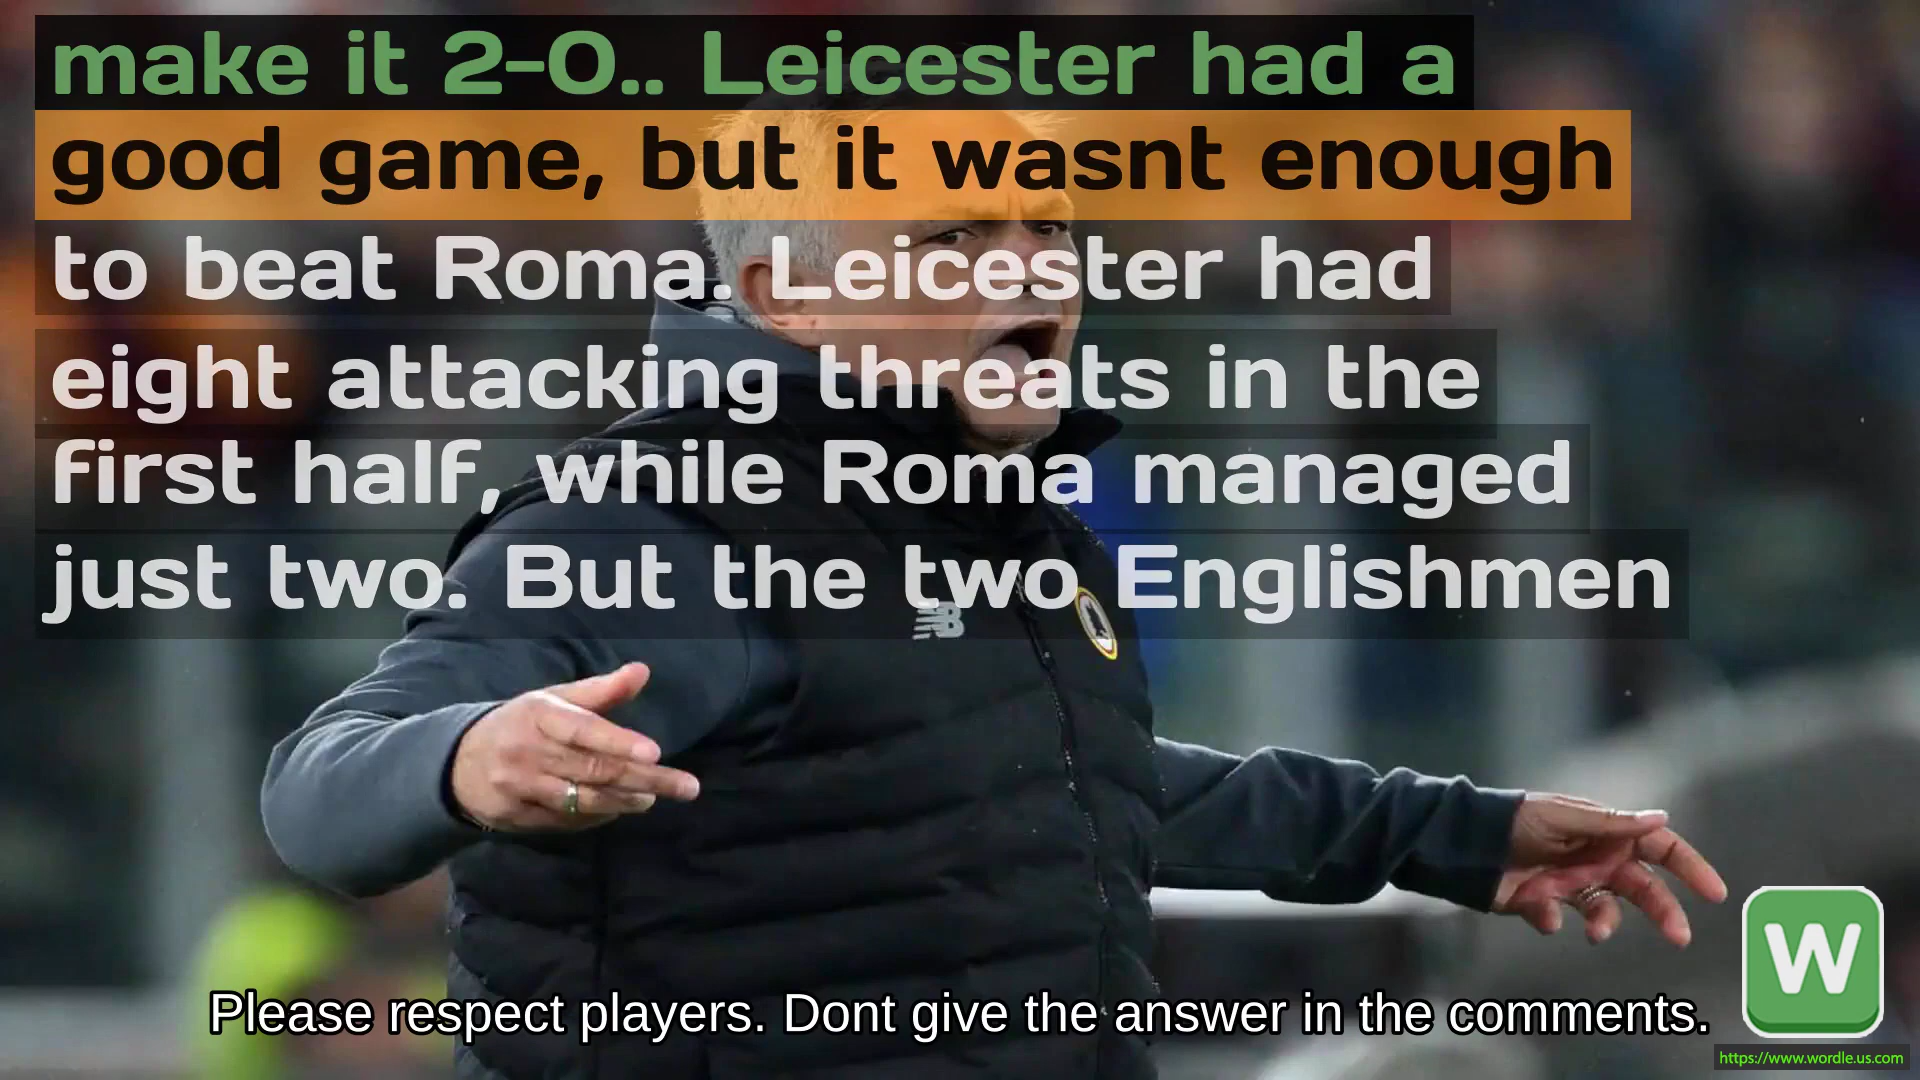 make it 2-0.. Leicester had a
good game, but it wasnt enough
to beat Roma. Leicester had
eight attacking threats in the
first half, while Roma managed
just two. But the two Englishmen
Please respect players. Dont give the answer in the comments.
W
https://www.wordle.us.com